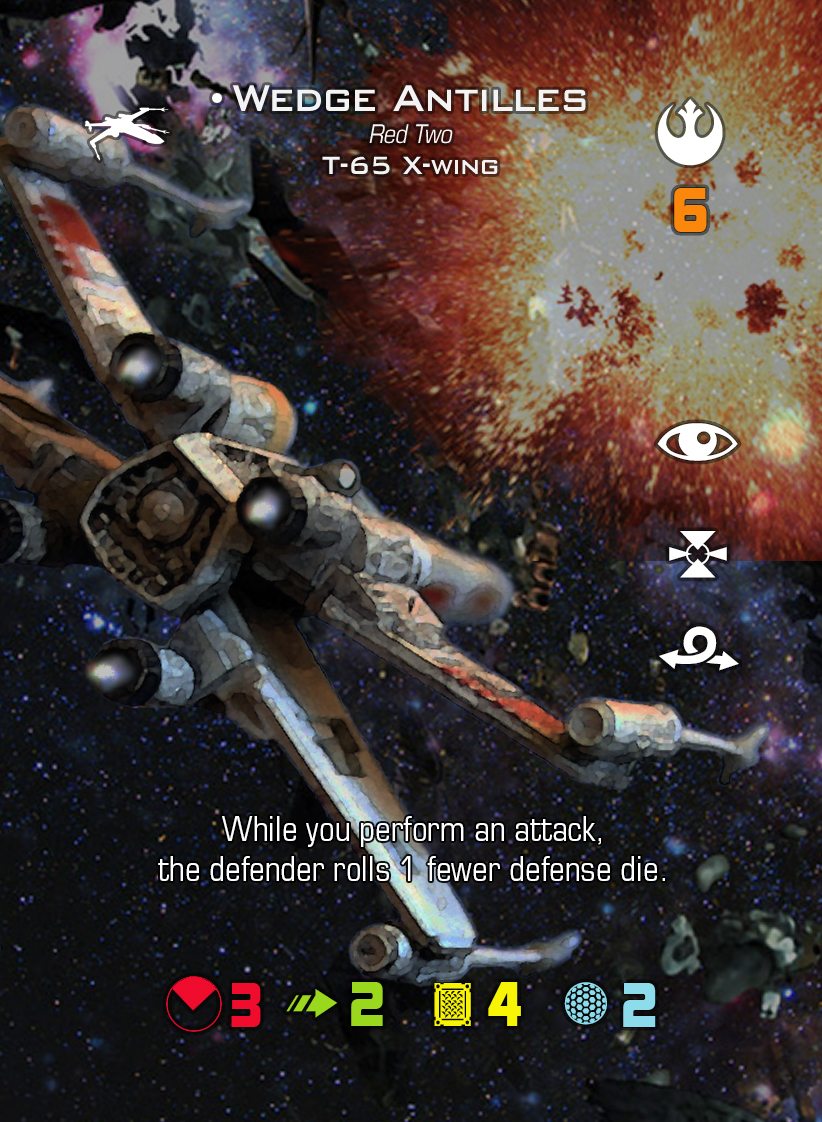 • Wedge Antilles
Red Two
T-65 X-wing
6
While you perform an attack,
the defender rolls 1 fewer defense die.
3 2 4 2